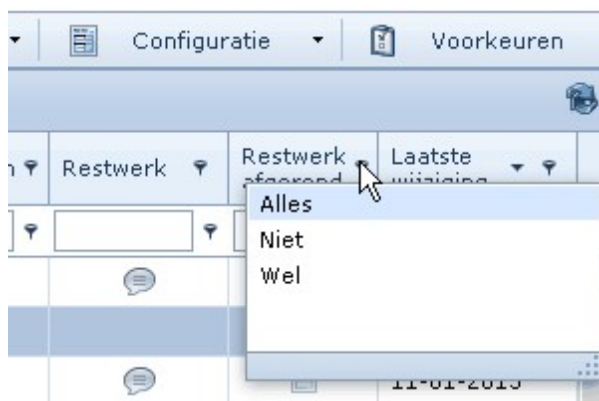 Configuratie Voorkeuren
Restwerk
Restwerk
Laatste
Alles
Niet
Wel